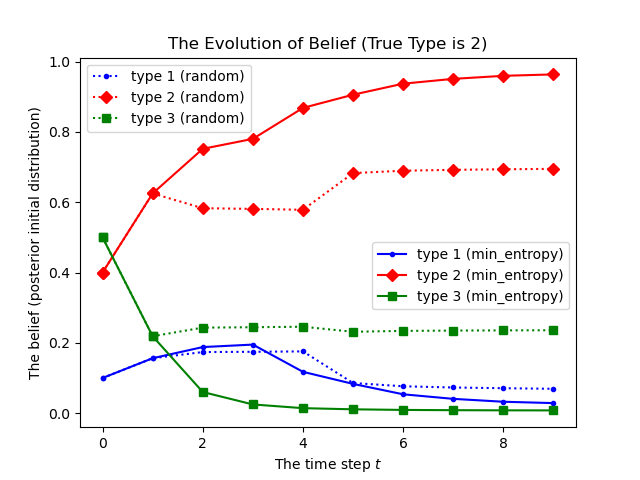 The Evolution of Belief (True Type is 2)
The belief (posterior initial distribution)
1.0
0.8
0.6
0.4
0.2
0.0
type 1 (random)
type 2 (random)
type 3 (random)
type 1 (min_entropy)
type 2 (min_entropy)
type 3 (min_entropy)
0 2 4 6 8
The time step t